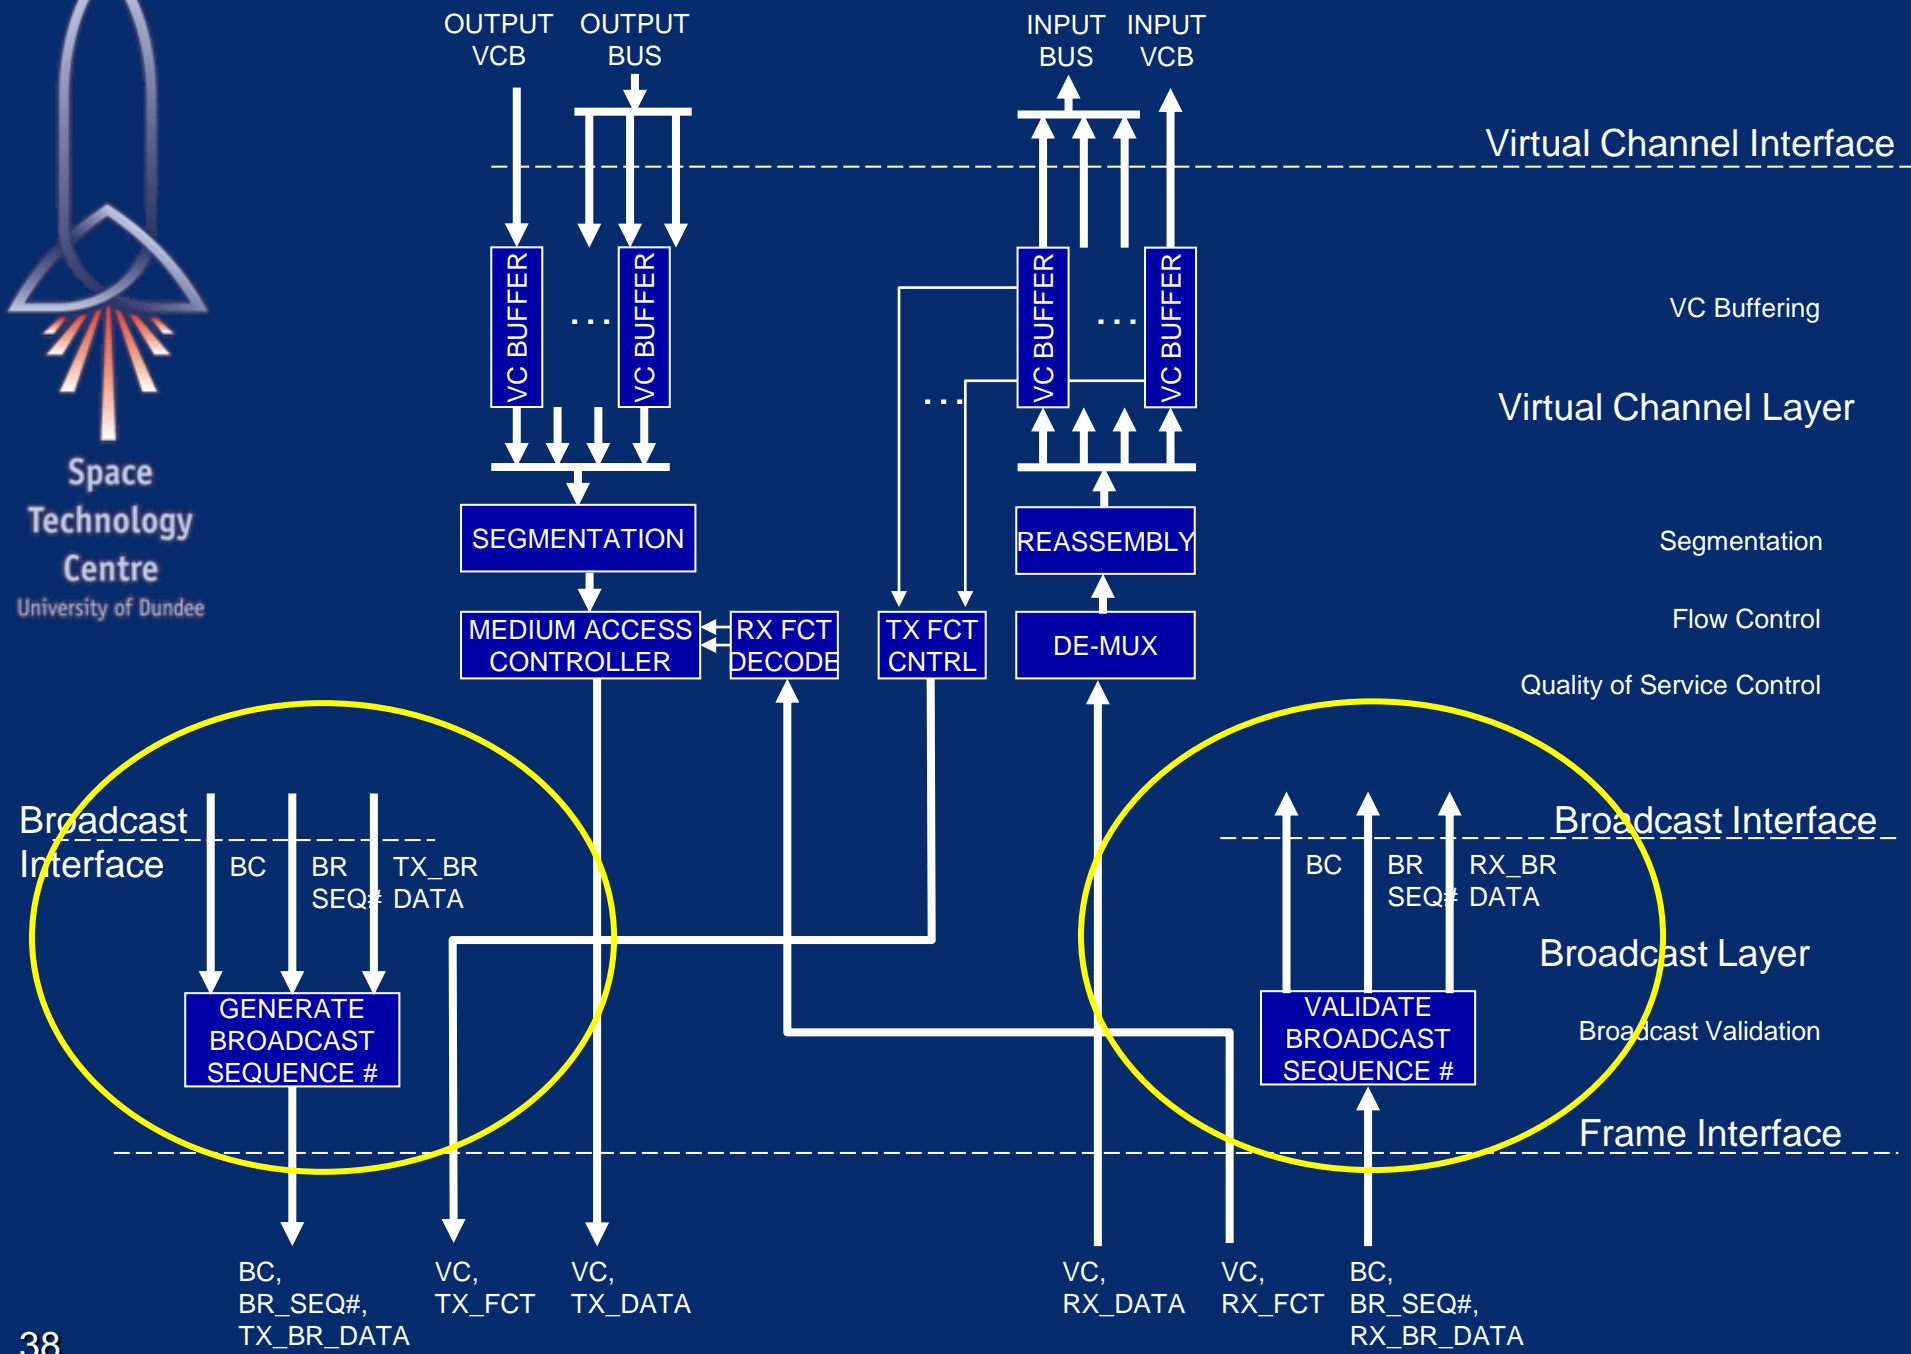 OUTPUT
VCB
OUTPUT
BUS
INPUT
BUS
INPUT
VCB
Virtual Channel Interface
VC BUFFER
...
VC BUFFER
VC BUFFER
...
VC BUFFER
VC Buffering
...
Virtual Channel Layer
Space
Technology
Centre
University of Dundee
SEGMENTATION
REASSEMBLY
Segmentation
MEDIUM ACCESS
CONTROLLER
RX FCT
DECODE
TX FCT
CNTRL
DE-MUX
Flow Control
Quality of Service Control
Broadcast
Interface
BC
BR
SEQ#
TX_BR
DATA
Broadcast Interface
BC
BR
SEQ#
RX_BR
DATA
Broadcast Layer
GENERATE
BROADCAST
SEQUENCE #
VALIDATE
BROADCAST
SEQUENCE #
Broadcast Validation
Frame Interface
BC,
BR_SEQ#,
TX_BR_DATA
VC,
TX_FCT
VC,
TX_DATA
VC,
RX_DATA
VC,
RX_FCT
BC,
BR_SEQ#,
RX_BR_DATA
38